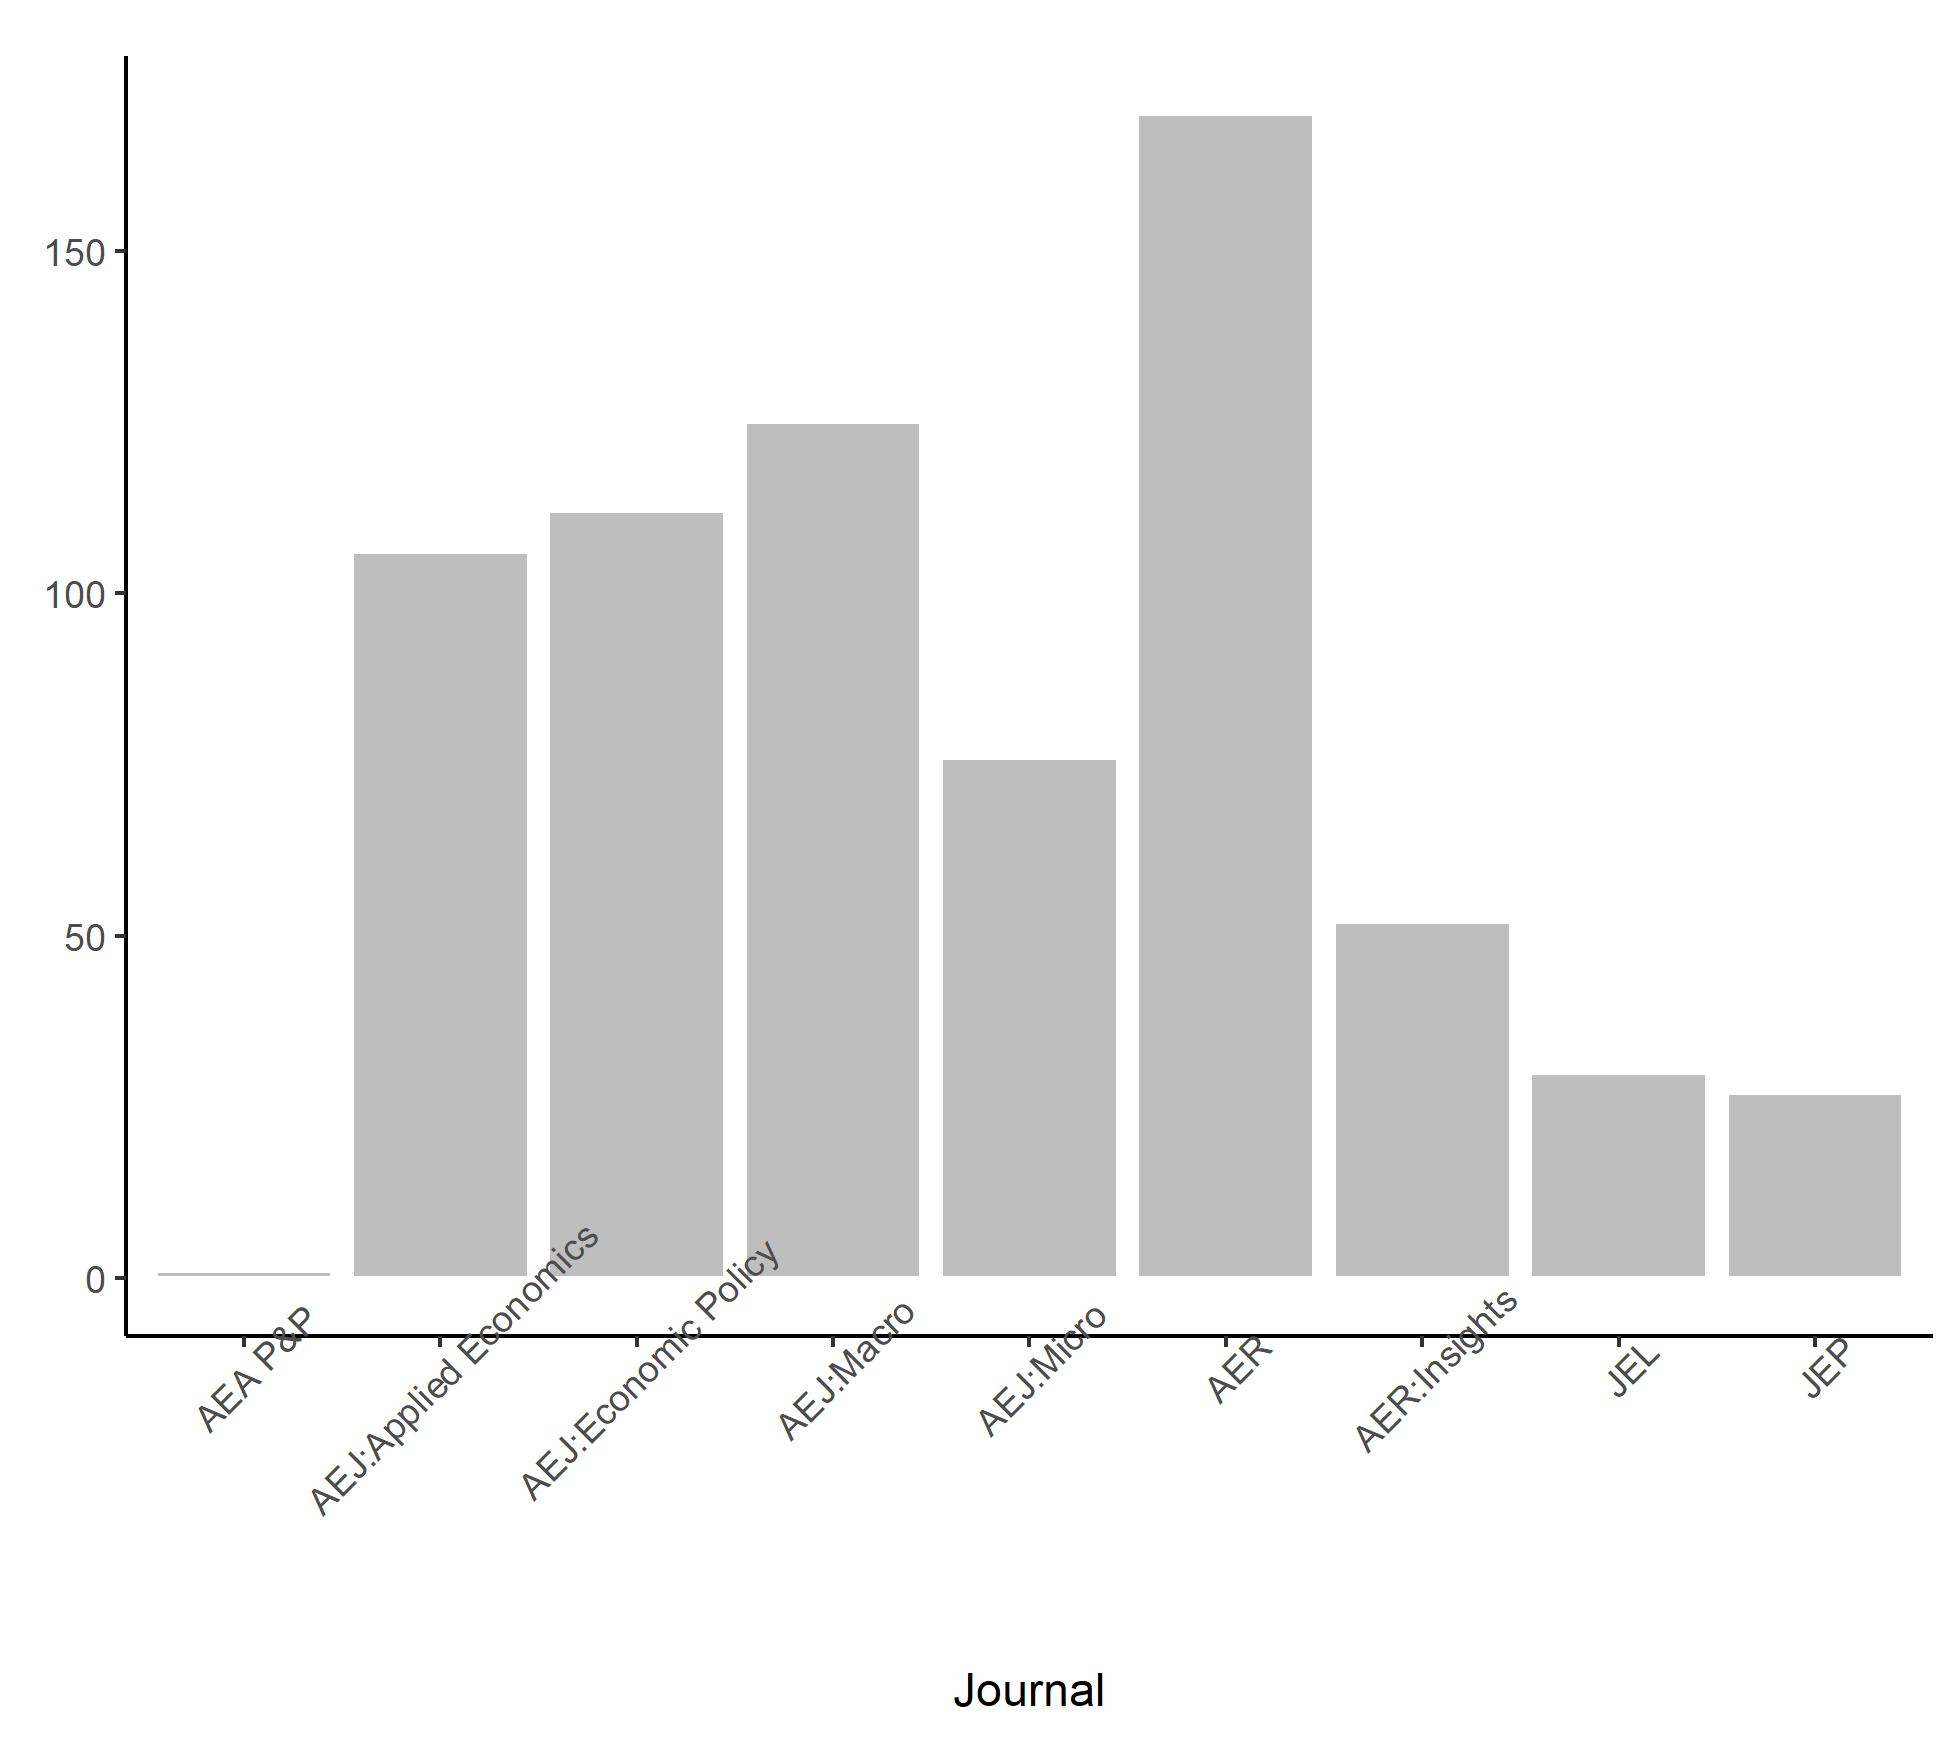 150
100
50
0
AEA P&P
AEJ:Applied Economics
AEJ:Economic Policy
AEJ:Macro
AEJ:Micro
AER
AER:Insights
JEL
JEP
Journal